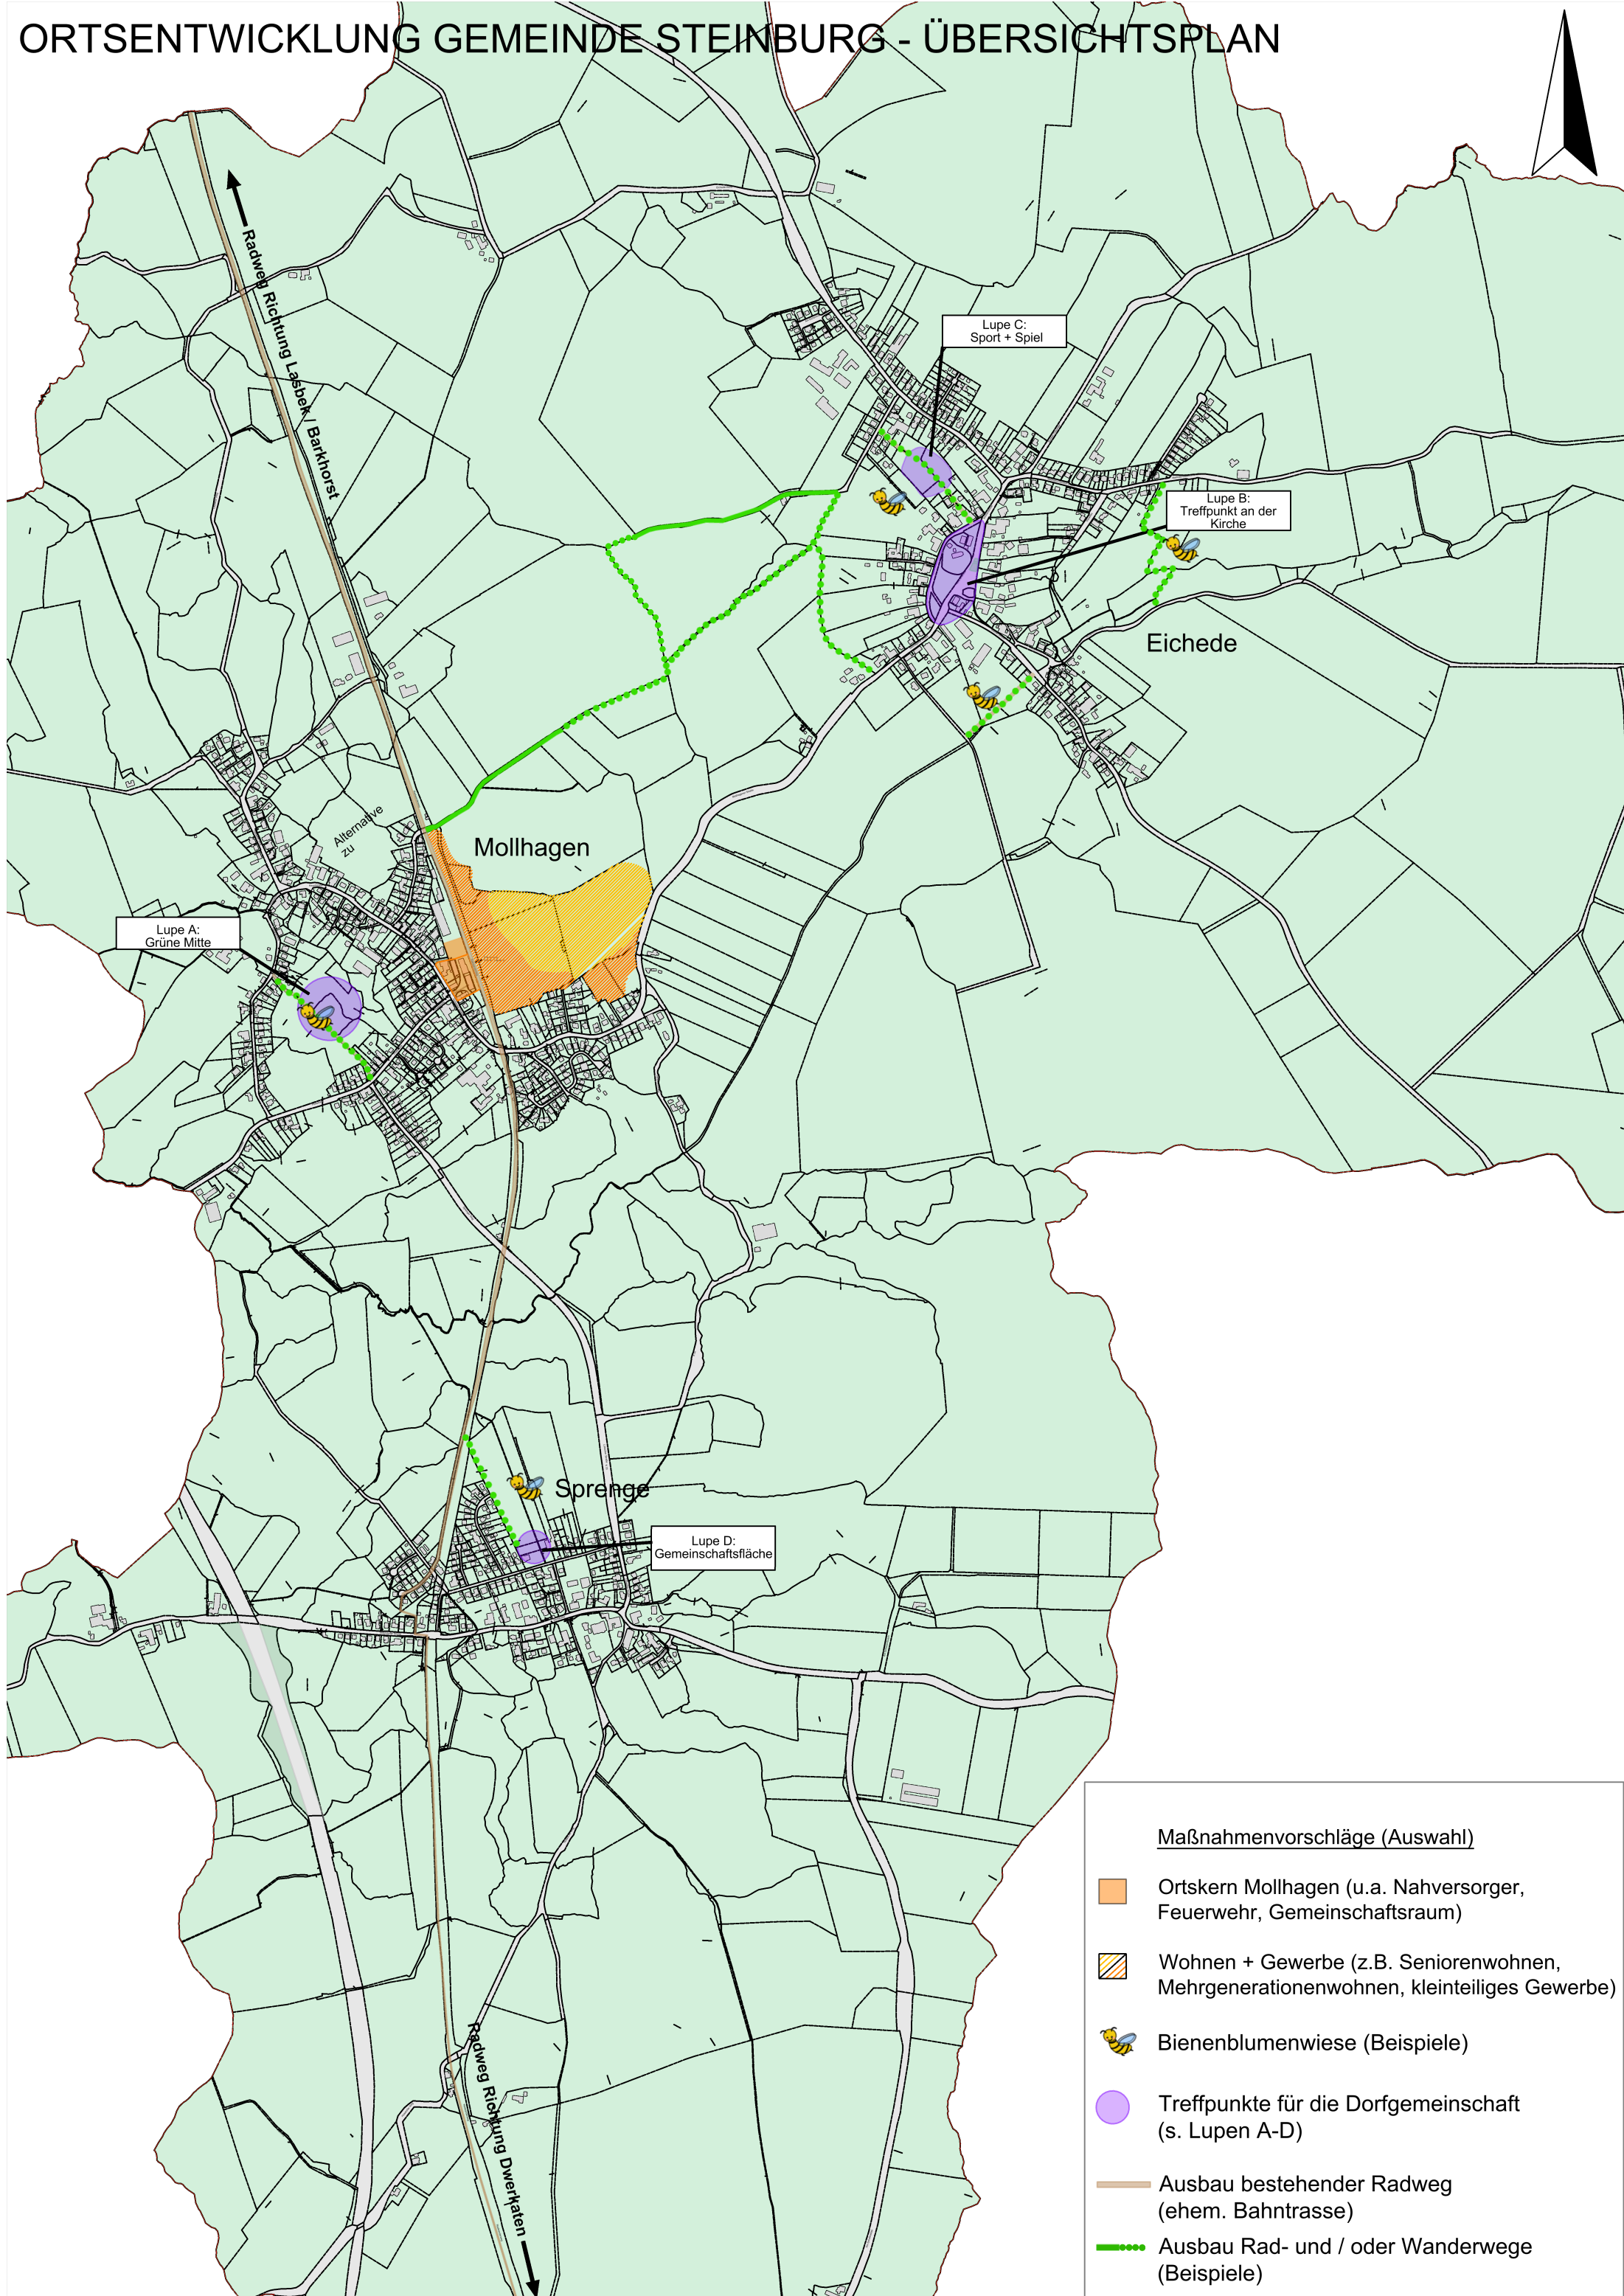 ORTSENTWICKLUNG GEMEINDE STEINBURG - ÜBERSICHTSPLAN
Radweg Richtung Lasbek / Barkhorst
Lupe C:
Sport + Spiel
Lupe B:
Treffpunkt an der
Kirche
Eichede
Alternative
zu
Mollhagen
Lupe A:
Grüne Mitte
Sprenge
Lupe D:
Gemeinschaftsfläche
Radweg Richtung Dwerkaten
Maßnahmenvorschläge (Auswahl)
Ortskern Mollhagen (u.a. Nahversorger,
Feuerwehr, Gemeinschaftsraum)
Wohnen + Gewerbe (z.B. Seniorenwohnen,
Mehrgenerationenwohnen, kleinteiliges Gewerbe)
Bienenblumenwiese (Beispiele)
Treffpunkte für die Dorfgemeinschaft
(s. Lupen A-D)
Ausbau bestehender Radweg
(ehem. Bahntrasse)
Ausbau Rad- und / oder Wanderwege
(Beispiele)